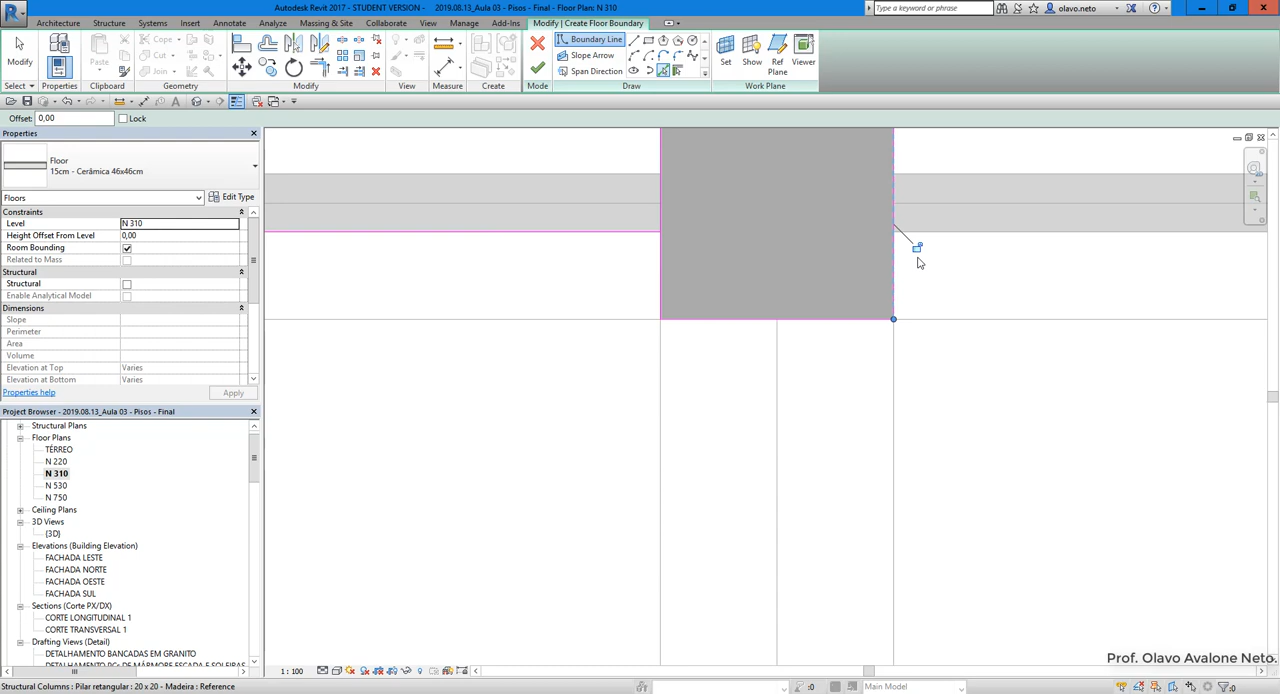 Autodesk Revit 2017 - STUDENT VERSION - 2019.08.13_Aula 03 - Pisos - Final - Floor Plan: N 310
Type a keyword or phrase
olavo.neto
Architecture Structure Systems Insert Annotate Analyze Massing & Site Collaborate View Manage Add-Ins Modify | Create Floor Boundary
Modify
Paste
Cope
Cut
Join
Boundary Line
Slope Arrow
Span Direction
Set Show Ref Plane Viewer
Select Properties Clipboard Geometry Modify View Measure Create Mode Draw Work Plane
Offset: 0,00 Lock
Properties
Floor
15cm - Cerâmica 46x46cm
Floors Edit Type
Constraints
Level N 310
Height Offset From Level 0,00
Room Bounding
Related to Mass
Structural
Structural
Enable Analytical Model
Dimensions
Slope
Perimeter
Area
Volume
Elevation at Top Varies
Elevation at Bottom Varies
Properties help Apply
Project Browser - 2019.08.13_Aula 03 - Pisos - Final
Structural Plans
Floor Plans
TÉRREO
N 220
N 310
N 530
N 750
Ceiling Plans
3D Views
{3D}
Elevations (Building Elevation)
FACHADA LESTE
FACHADA NORTE
FACHADA OESTE
FACHADA SUL
Sections (Corte PX/DX)
CORTE LONGITUDINAL 1
CORTE TRANSVERSAL 1
Drafting Views (Detail)
DETALHAMENTO BANCADAS EM GRANITO
DETALHAMENTO PCs DE MÁRMORE ESCADA E SOLEIRAS
1 : 100
Prof. Olavo Avalone Neto.
Structural Columns : Pilar retangular : 20 x 20 - Madeira : Reference
:0
Main Model
:0